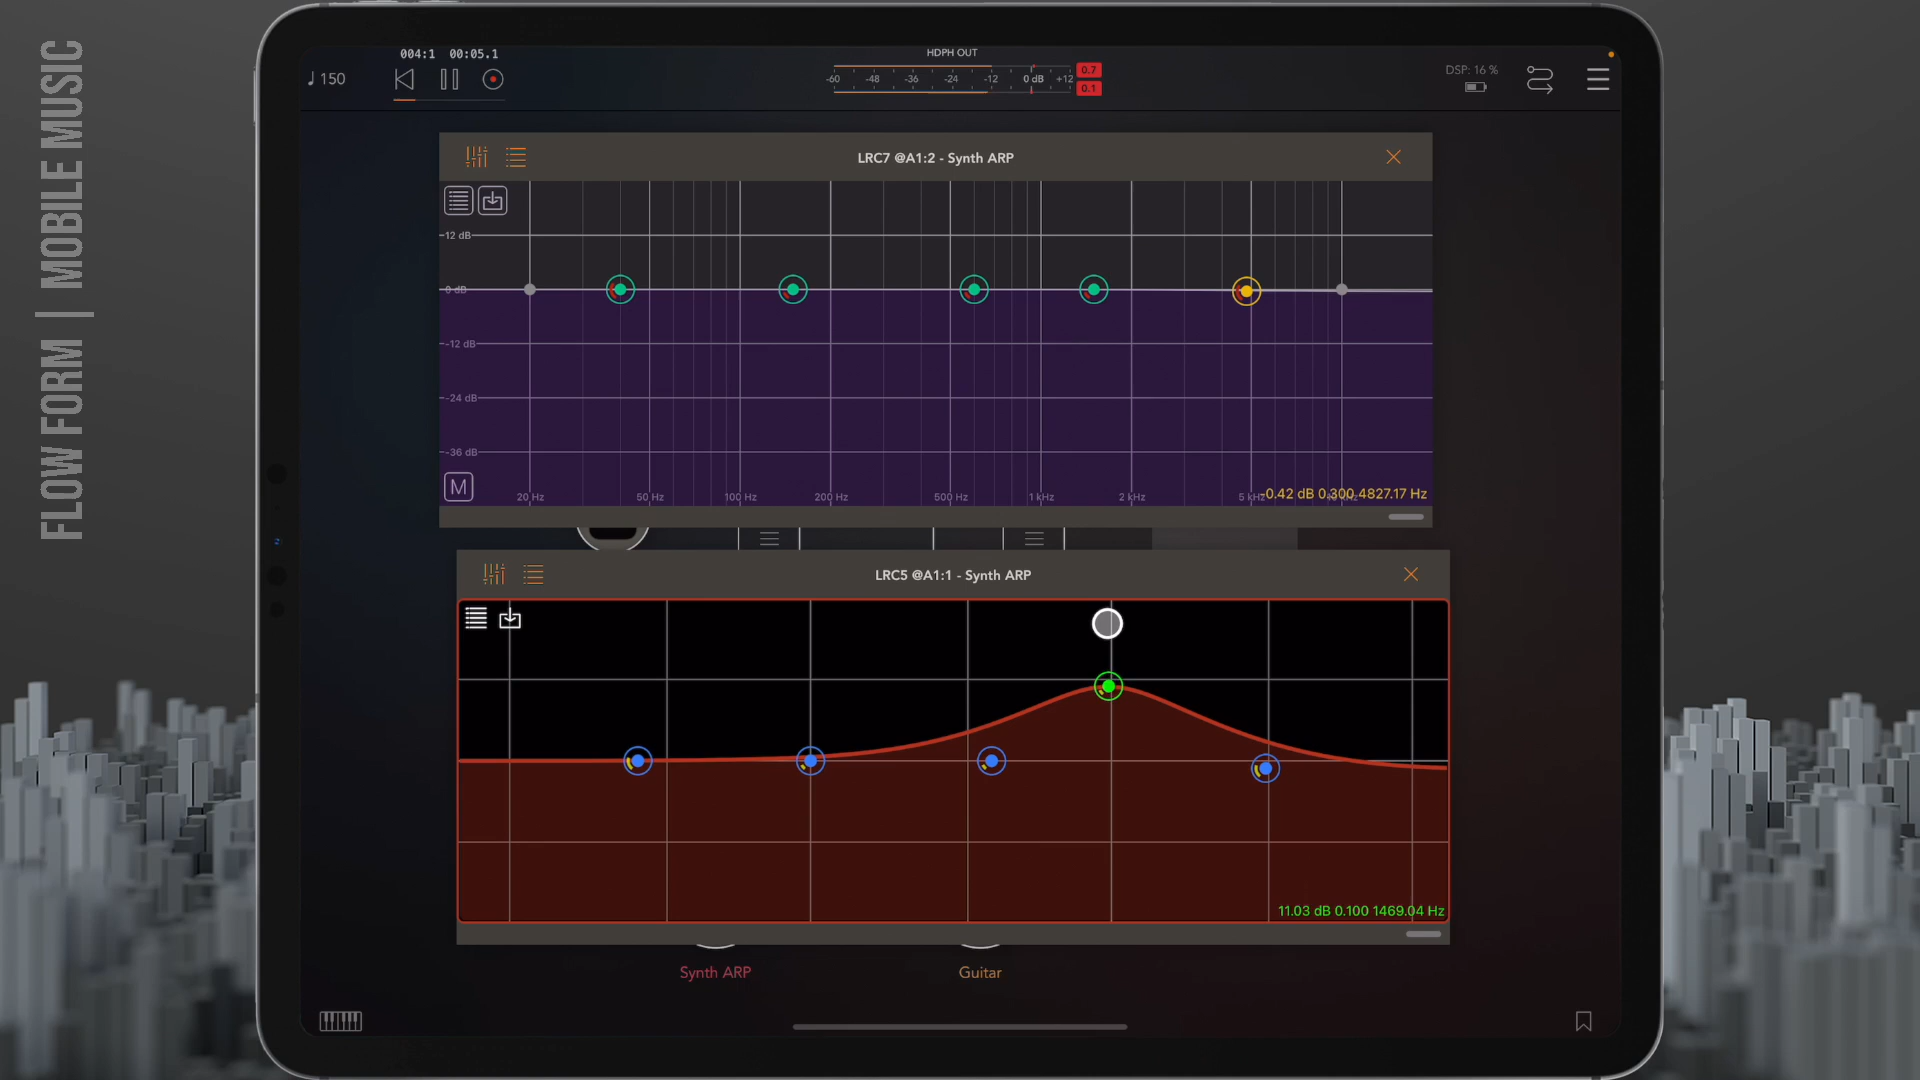 FLOW FORM | MOBILE MUSIC
004:1 00:05.1
♩ 150
HDPH OUT
-60 -48 -36 -24 -12 0 dB +12
0.7
0.1
DSP: 16 %
LRC7 @A1:2 - Synth ARP
12 dB
0 dB
-12 dB
-24 dB
-36 dB
M
20 Hz 50 Hz 100 Hz 200 Hz 500 Hz 1 kHz 2 kHz 5 kHz
-0.42 dB 0.300 4827.17 Hz
LRC5 @A1:1 - Synth ARP
11.03 dB 0.100 1469.04 Hz
Synth ARP
Guitar